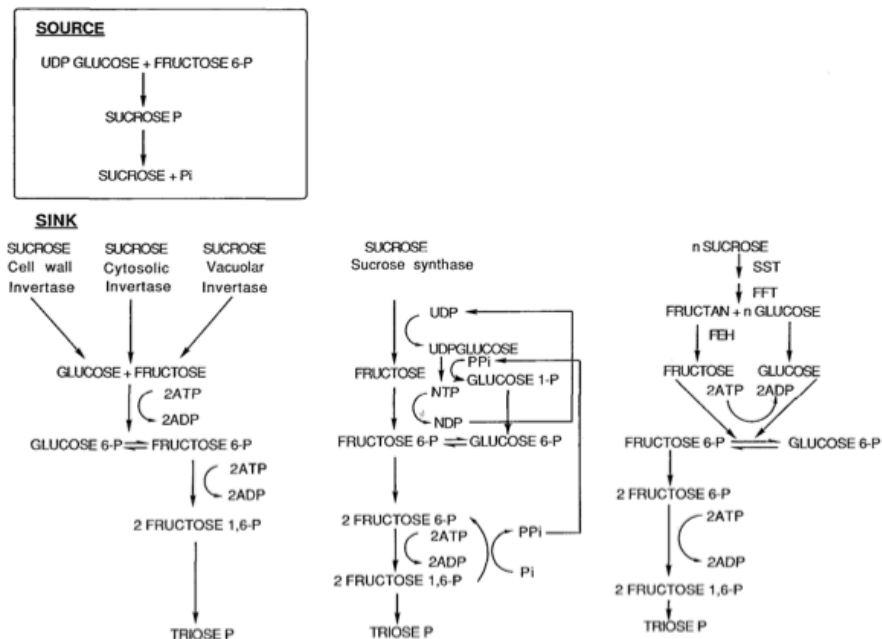 SOURCE
UDP GLUCOSE + FRUCTOSE 6-P
SUCROSE P
SUCROSE + Pi
SINK
SUCROSE
Cell wall
Invertase
SUCROSE
Cytosolic
Invertase
SUCROSE
Vacuolar
Invertase
GLUCOSE + FRUCTOSE
2ATP
2ADP
GLUCOSE 6-P ⇌ FRUCTOSE 6-P
2ATP
2ADP
2 FRUCTOSE 1,6-P
TRIOSE P
SUCROSE
Sucrose synthase
UDP
UDPGLUCOSE
PPi
FRUCTOSE
GLUCOSE 1-P
NTP
NDP
FRUCTOSE 6-P ⇌ GLUCOSE 6-P
2 FRUCTOSE 6-P
2ATP
PPi
2ADP
Pi
2 FRUCTOSE 1,6-P
TRIOSE P
n SUCROSE
SST
FFT
FRUCTAN + n GLUCOSE
FEH
FRUCTOSE
GLUCOSE
2ATP
2ADP
FRUCTOSE 6-P ⇌ GLUCOSE 6-P
2 FRUCTOSE 6-P
2ATP
2ADP
2 FRUCTOSE 1,6-P
TRIOSE P